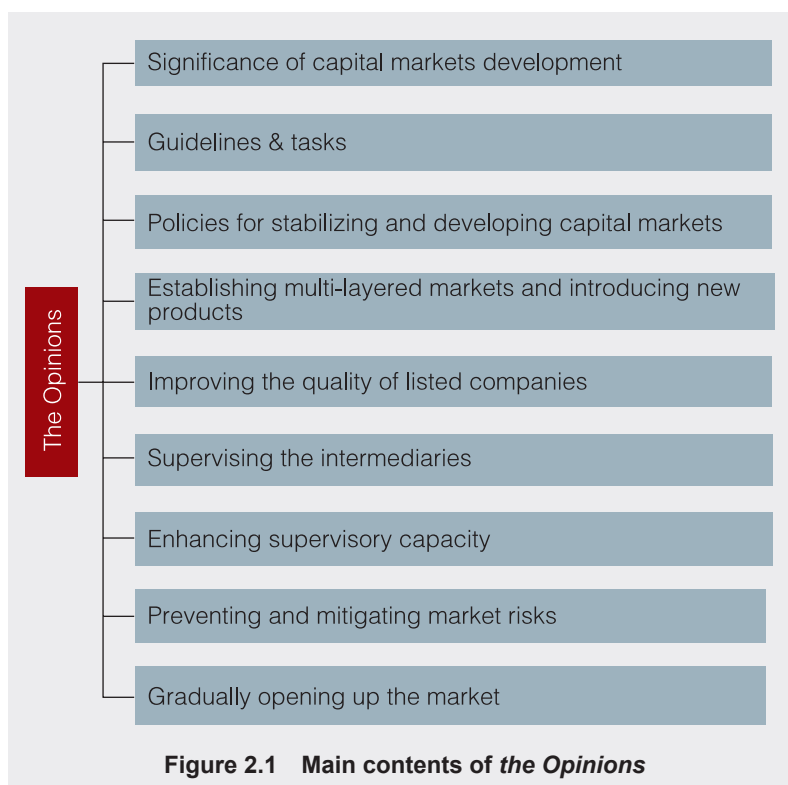 Significance of capital markets development
Guidelines & tasks
Policies for stabilizing and developing capital markets
Establishing multi-layered markets and introducing new
products
The Opinions
Improving the quality of listed companies
Supervising the intermediaries
Enhancing supervisory capacity
Preventing and mitigating market risks
Gradually opening up the market
Figure 2.1 Main contents of the Opinions